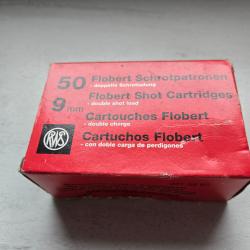 50 Flobert Schrotpatronen
- doppelte Schrotladung
9mm Flobert Shot Cartridges
- double shot load
Cartouches Flobert
- double charge
RWS
Cartuchos Flobert
- con doble carga de perdigones